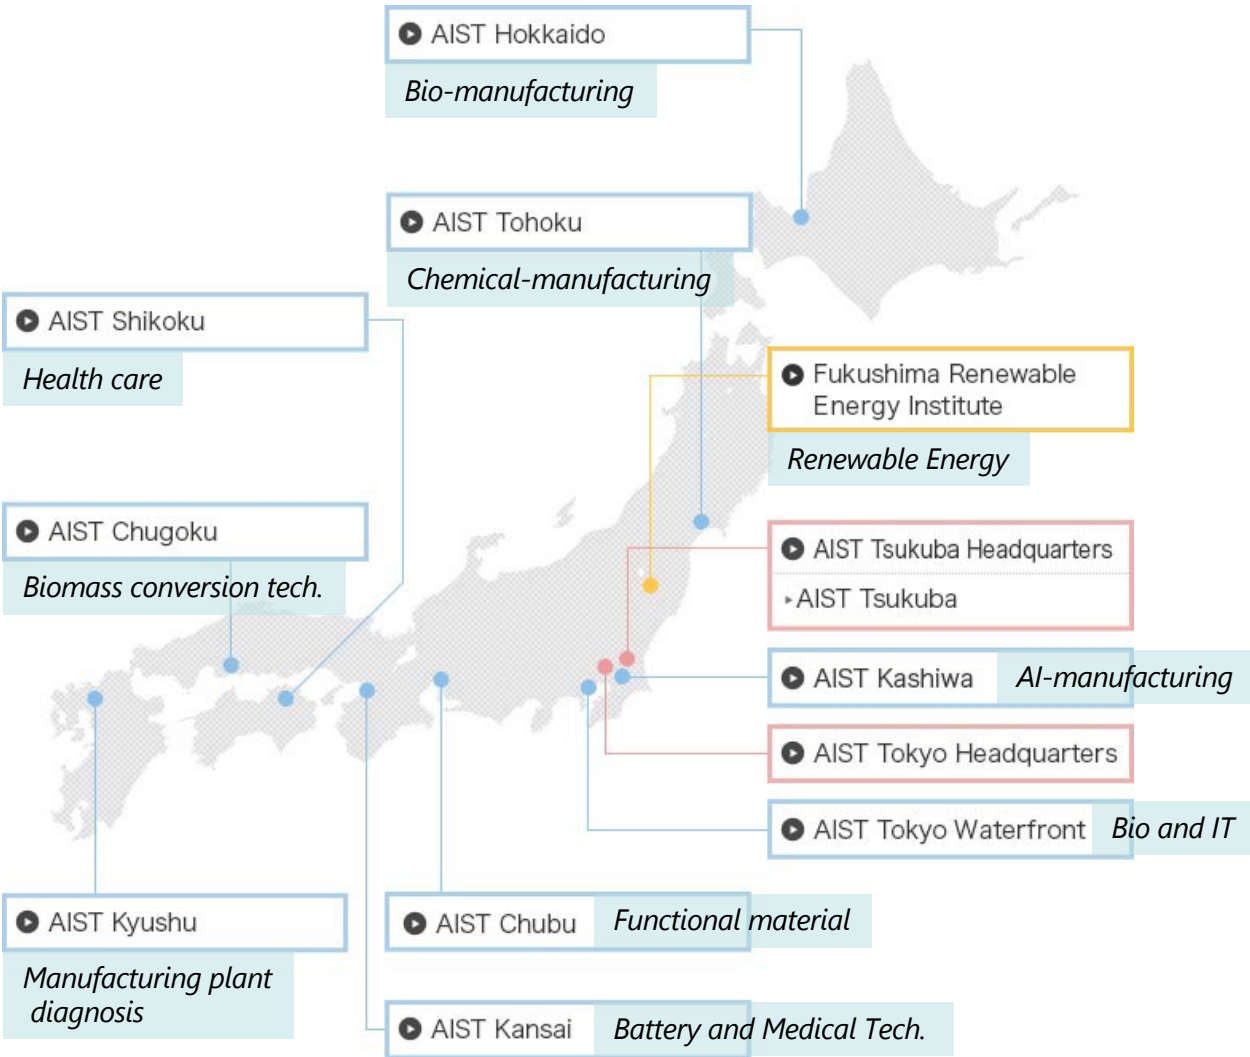 AIST Hokkaido
Bio-manufacturing
AIST Tohoku
Chemical-manufacturing
AIST Shikoku
Health care
Fukushima Renewable
Energy Institute
Renewable Energy
AIST Chugoku
Biomass conversion tech.
AIST Tsukuba Headquarters
AIST Tsukuba
AIST Kashiwa
AI-manufacturing
AIST Tokyo Headquarters
AIST Tokyo Waterfront
Bio and IT
AIST Kyushu
Manufacturing plant
diagnosis
AIST Chubu
Functional material
AIST Kansai
Battery and Medical Tech.